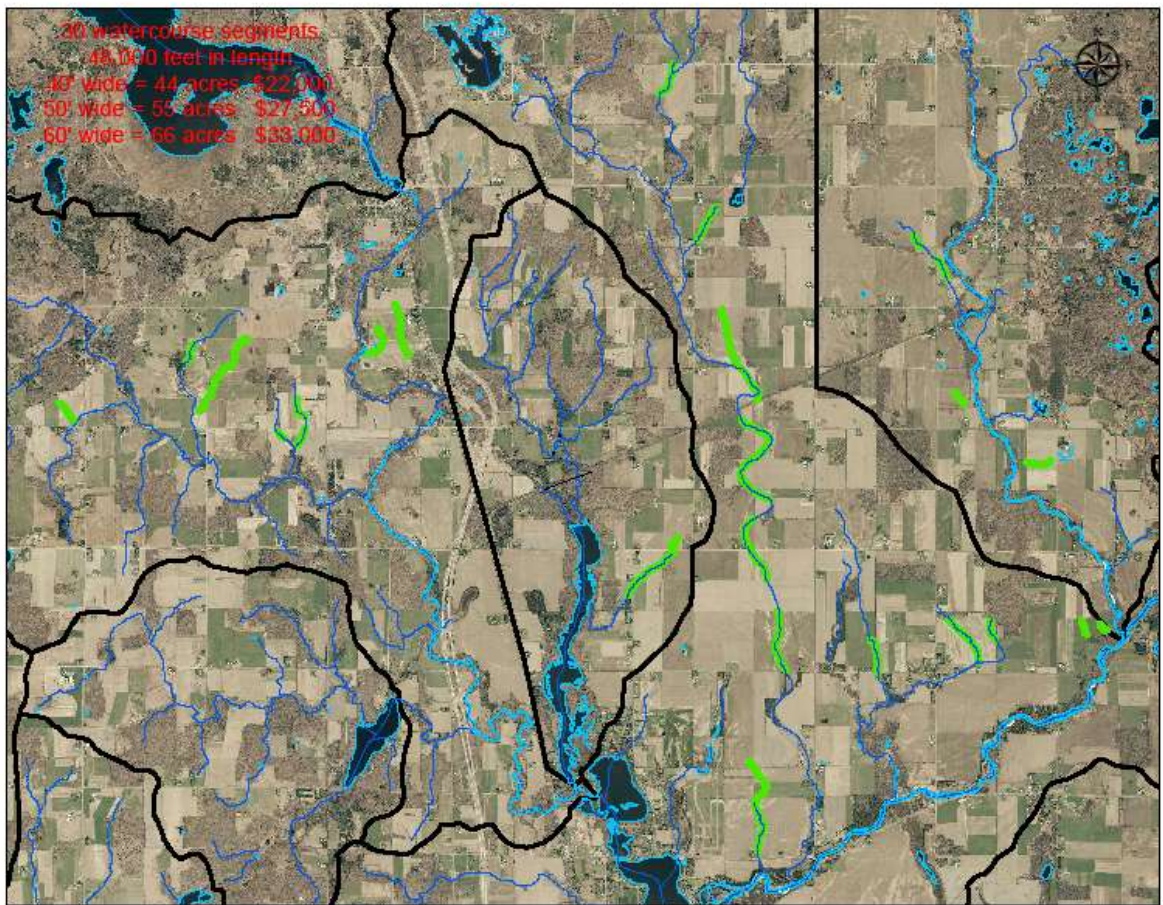 30 watercourse segments
48,000 feet in length
40' wide = 44 acres $22,000
50' wide = 55 acres $27,500
60' wide = 66 acres $33,000
N